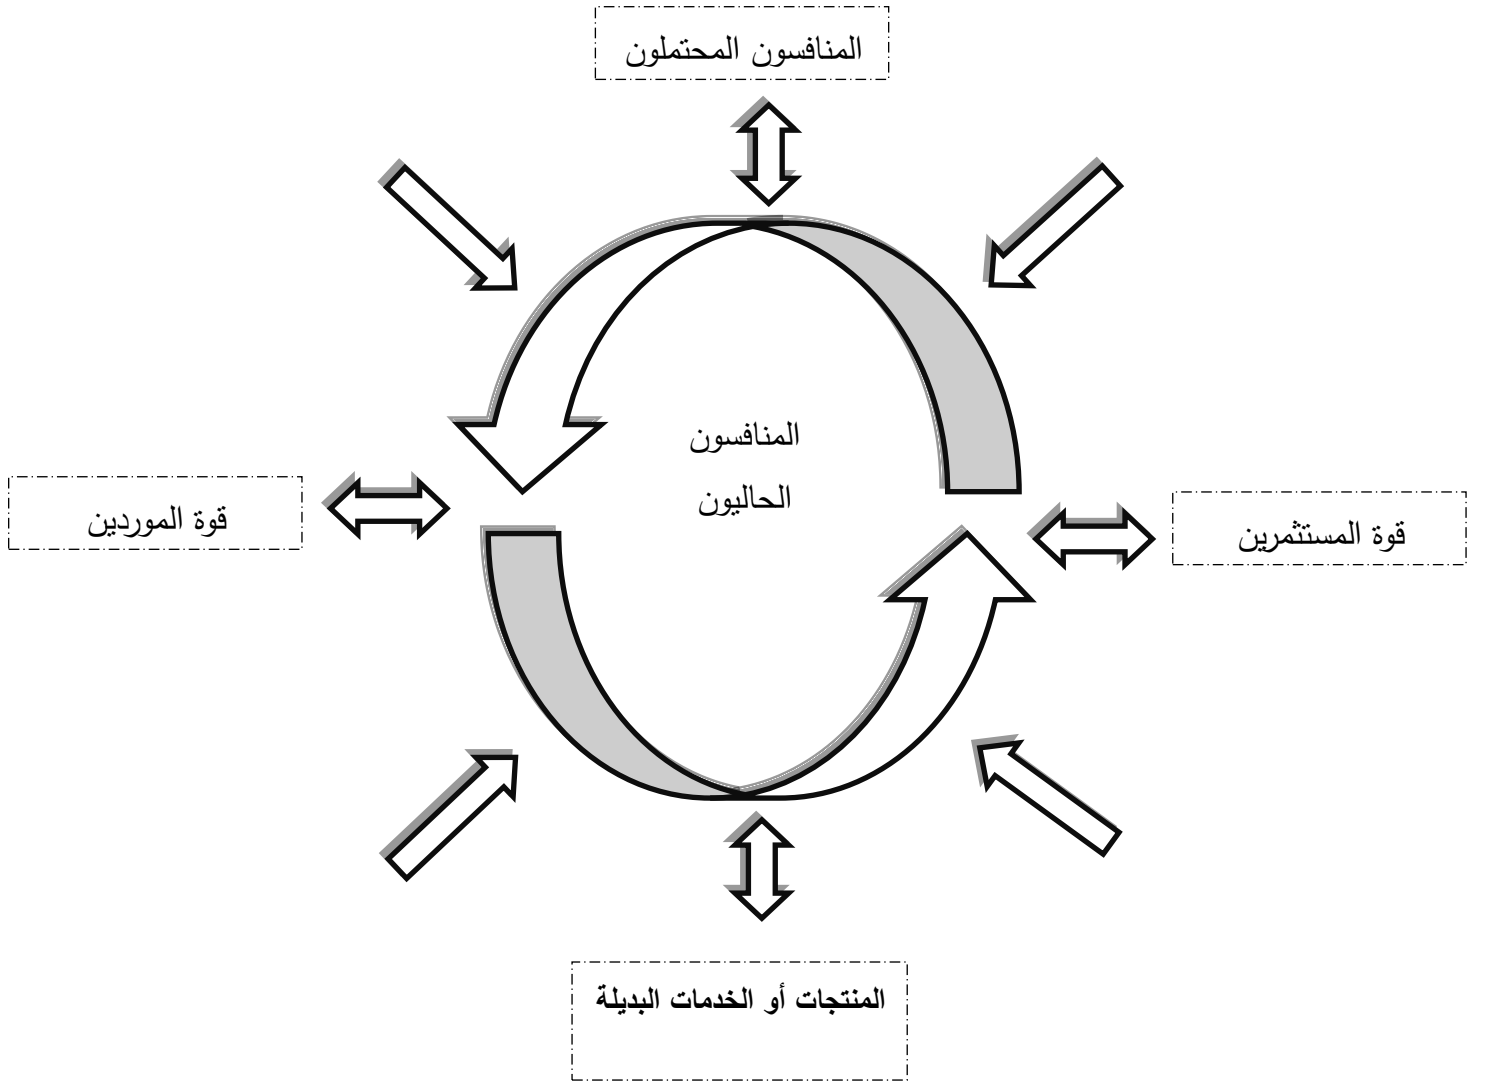 المنافسون المحتملون
المنافسون
الحاليون
قوة المستثمرين
قوة الموردين
المنتجات أو الخدمات البديلة